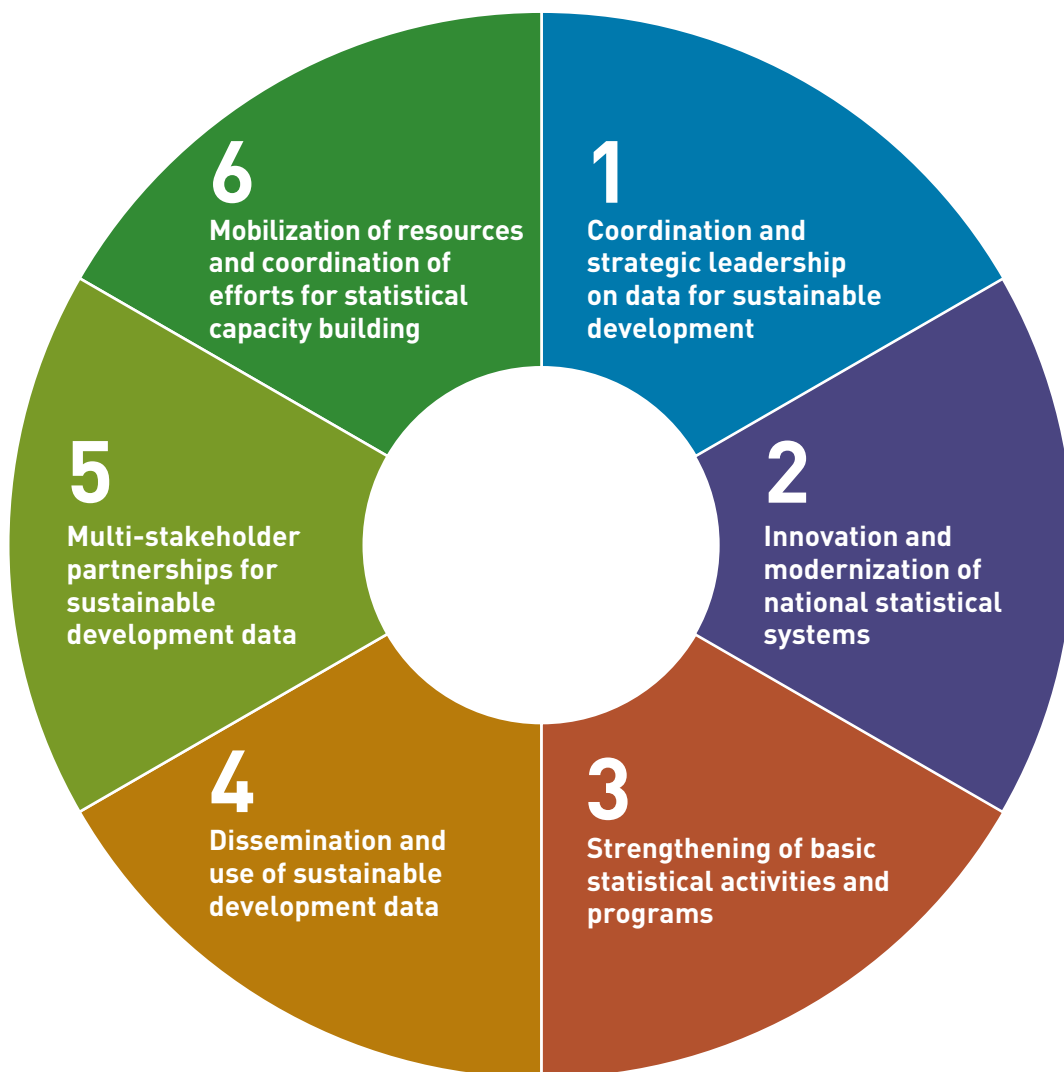 1
Coordination and
strategic leadership
on data for sustainable
development
2
Innovation and
modernization of
national statistical
systems
3
Strengthening of basic
statistical activities and
programs
4
Dissemination and
use of sustainable
development data
5
Multi-stakeholder
partnerships for
sustainable
development data
6
Mobilization of resources
and coordination of
efforts for statistical
capacity building